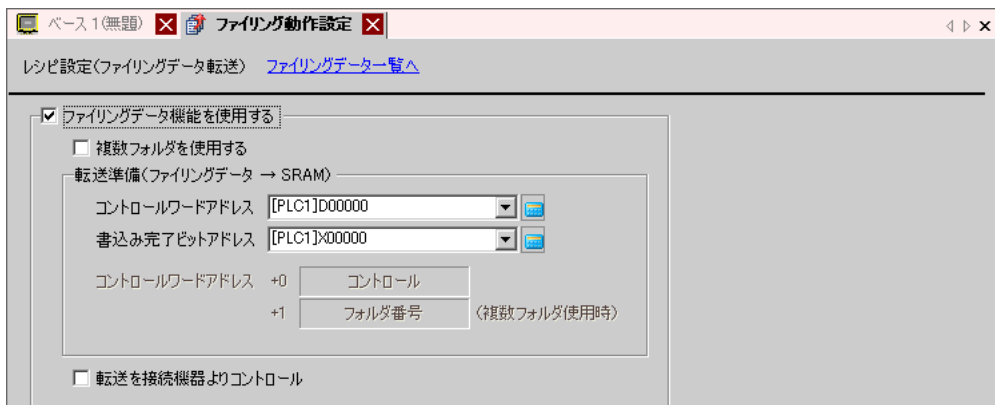 ベース 1(無題) ファイリング動作設定
レシピ設定(ファイリングデータ転送) ファイリングデータ一覧へ
ファイリングデータ機能を使用する
複数フォルダを使用する
転送準備(ファイリングデータ → SRAM)
コントロールワードアドレス [PLC1]D00000
書込み完了ビットアドレス [PLC1]X00000
コントロールワードアドレス +0 コントロール
+1 フォルダ番号 (複数フォルダ使用時)
転送を接続機器よりコントロール